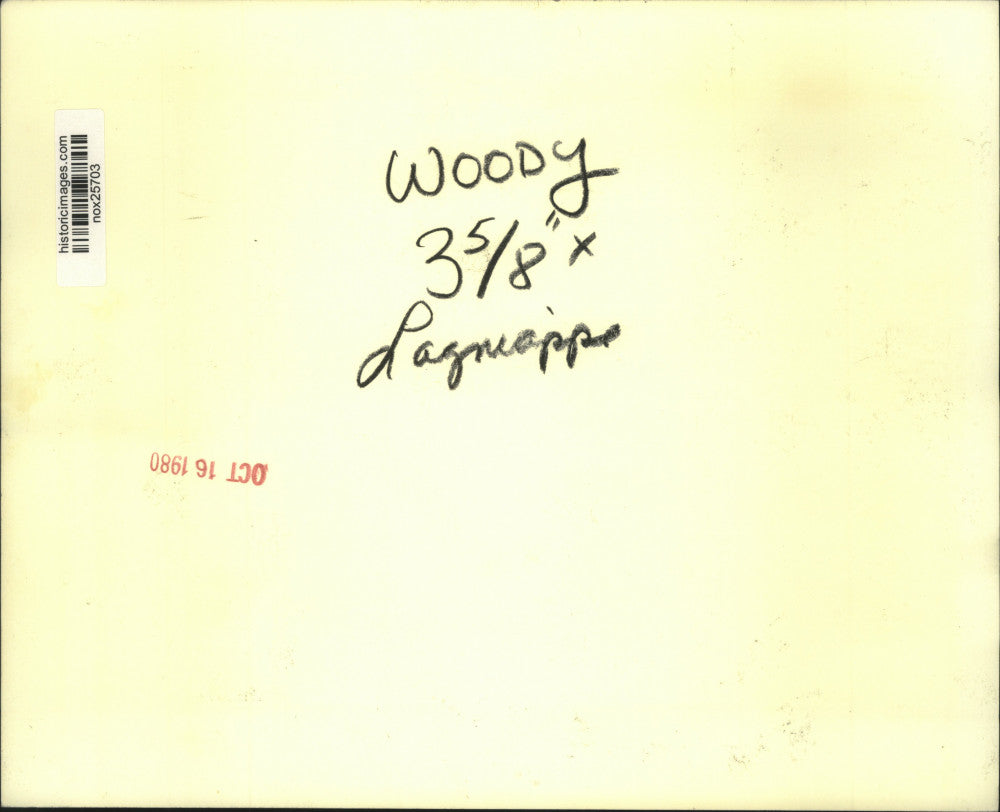 historicimages.com
nox25703
WOODY
3 5/8" x
Lagniappe
OCT 16 1980